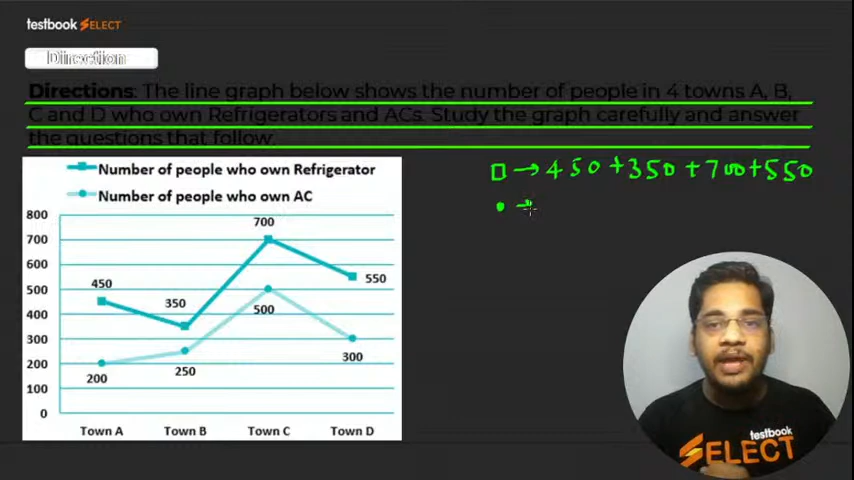 testbook SELECT
Direction
Directions: The line graph below shows the number of people in 4 towns A, B,
C and D who own Refrigerators and ACs. Study the graph carefully and answer
the questions that follow.
Number of people who own Refrigerator
Number of people who own AC
□ → 450 + 350 + 700 + 550
• →
800
700
600
500
400
300
200
100
0
450
350
700
550
200
250
500
300
Town A Town B Town C Town D
testbook
SELECT